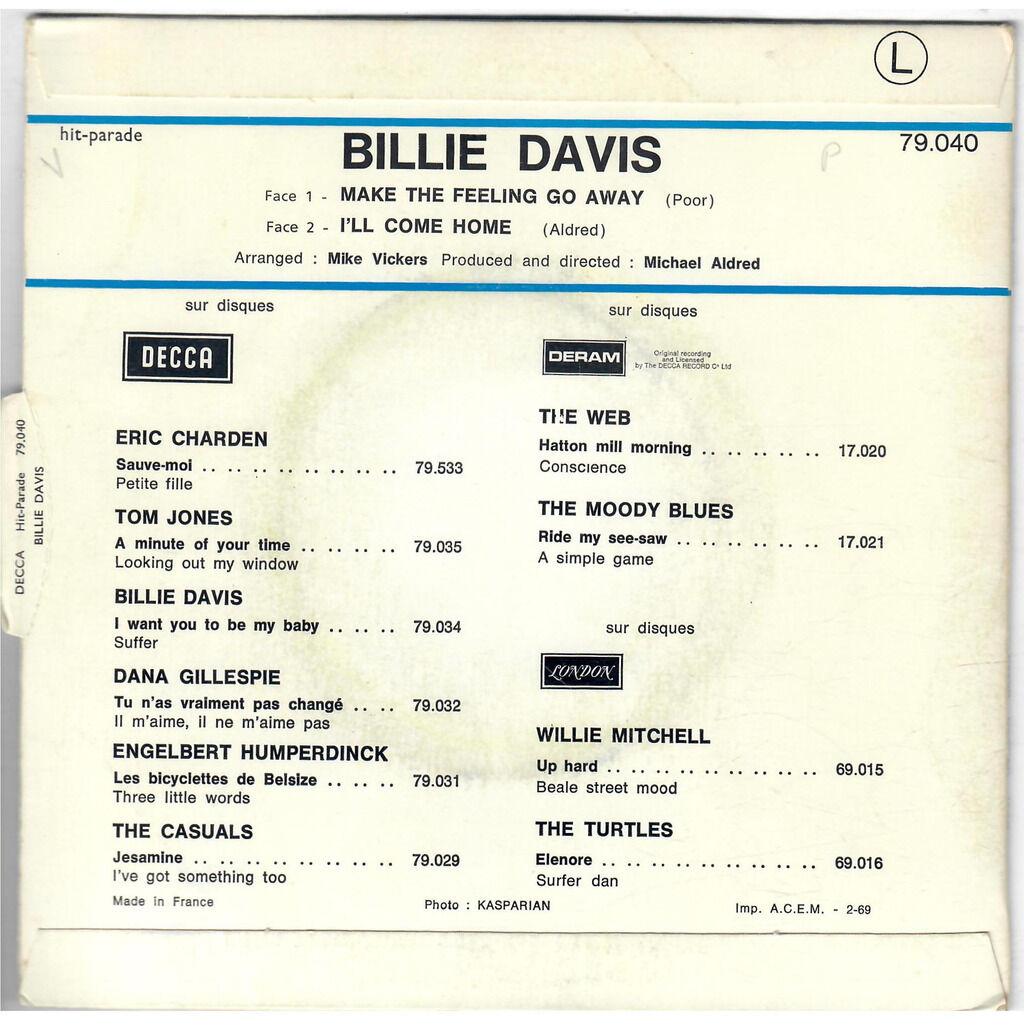 L
hit-parade
BILLIE DAVIS
79.040
V
P
Face 1 - MAKE THE FEELING GO AWAY (Poor)
Face 2 - I'LL COME HOME (Aldred)
Arranged : Mike Vickers Produced and directed : Michael Aldred
sur disques
DECCA
ERIC CHARDEN
Sauve-moi .. .. .. .. .. .. .. .. 79.533
Petite fille
TOM JONES
A minute of your time .. .. .. .. 79.035
Looking out my window
BILLIE DAVIS
I want you to be my baby .. .. .. 79.034
Suffer
DANA GILLESPIE
Tu n'as vraiment pas changé .. .. 79.032
Il m'aime, il ne m'aime pas
ENGELBERT HUMPERDINCK
Les bicyclettes de Belsize .. .. .. 79.031
Three little words
THE CASUALS
Jesamine .. .. .. .. .. .. .. .. 79.029
I've got something too
Made in France
sur disques
DERAM
Original recording
and Licensed
by The DECCA RECORD Co Ltd
THE WEB
Hatton mill morning .. .. .. .. .. 17.020
Conscience
THE MOODY BLUES
Ride my see-saw .. .. .. .. .. .. 17.021
A simple game
sur disques
LONDON
WILLIE MITCHELL
Up hard .. .. .. .. .. .. .. .. 69.015
Beale street mood
THE TURTLES
Elenore .. .. .. .. .. .. .. .. 69.016
Surfer dan
Photo : KASPARIAN
Imp. A.C.E.M. - 2-69
DECCA Hit-Parade 79.040
BILLIE DAVIS